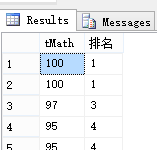 Results Messages
tMath 排名
1 100 1
2 100 1
3 97 3
4 95 4
5 95 4